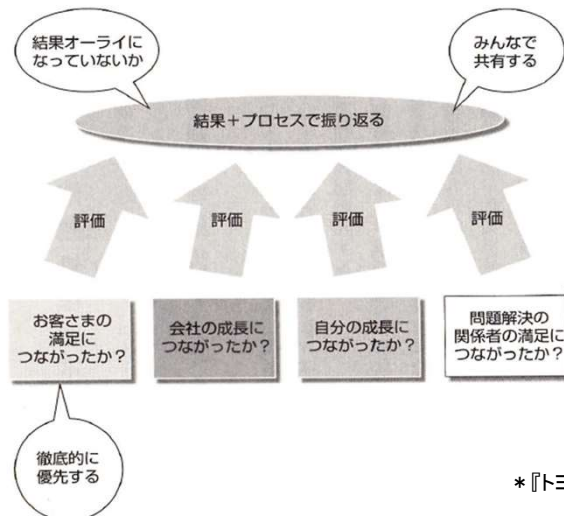 結果オーライに
なっていないか
みんなで
共有する
結果+プロセスで振り返る
評価
評価
評価
評価
お客さまの
満足に
つながったか?
会社の成長に
つながったか?
自分の成長に
つながったか?
問題解決の
関係者の満足に
つながったか?
徹底的に
優先する
*『トヨ